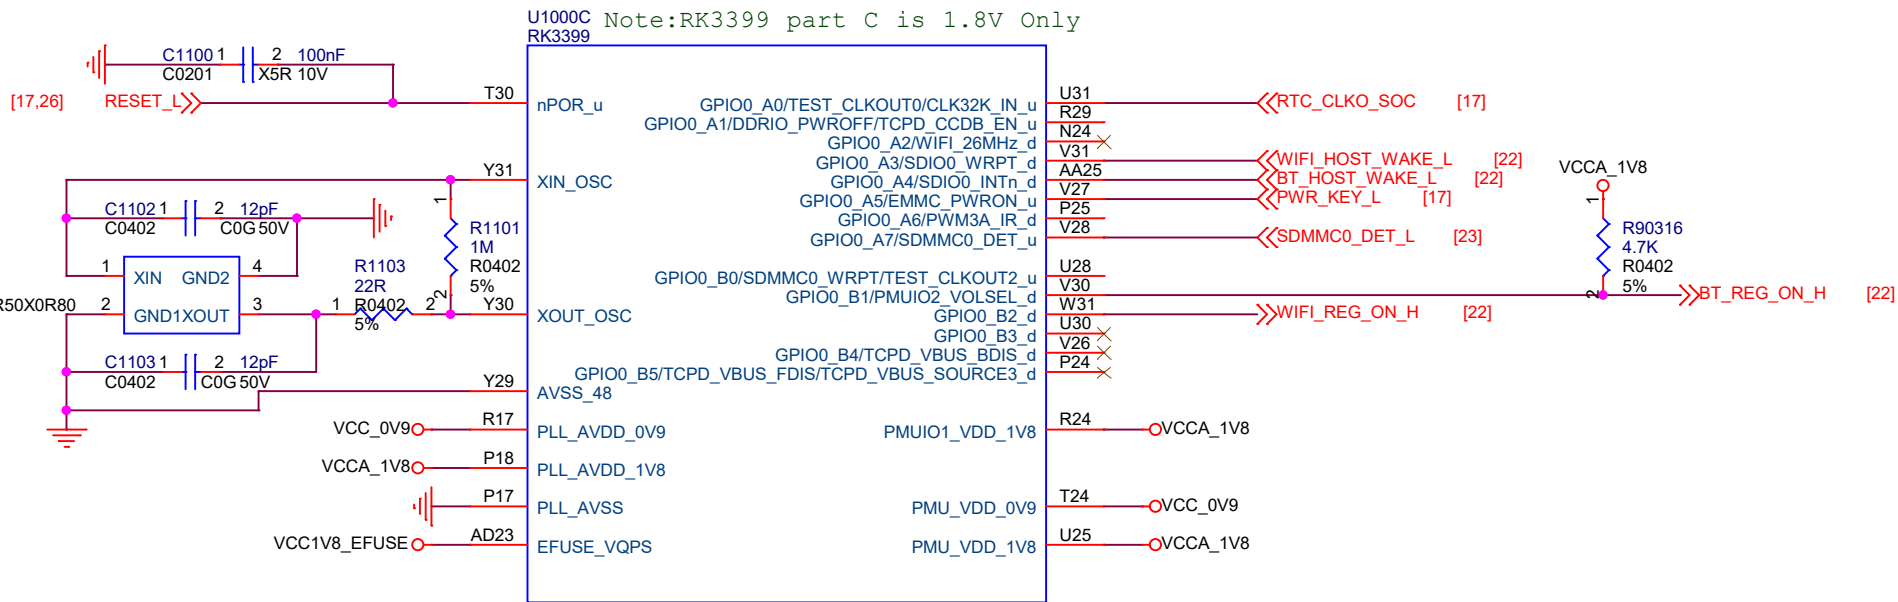 U1000C Note:RK3399 part C is 1.8V Only
RK3399
C1100 1 2 100nF
C0201 X5R 10V
[17,26] RESET_L T30 nPOR_u
Y31 XIN_OSC
C1102 1 2 12pF
C0402 C0G 50V
1 R1101 1M R0402 5% 2
1 XIN GND2 4
R1103
22R
2 GND1 XOUT 3 1 R0402 2 Y30 XOUT_OSC
5%
C1103 1 2 12pF
C0402 C0G 50V
Y29 AVSS_48
VCC_0V9 R17 PLL_AVDD_0V9
VCCA_1V8 P18 PLL_AVDD_1V8
P17 PLL_AVSS
VCC1V8_EFUSE AD23 EFUSE_VQPS
GPIO0_A0/TEST_CLKOUT0/CLK32K_IN_u U31 RTC_CLKO_SOC [17]
GPIO0_A1/DDRIO_PWROFF/TCPD_CCDB_EN_u R29
GPIO0_A2/WIFI_26MHz_d N24
GPIO0_A3/SDIO0_WRPT_d V31 WIFI_HOST_WAKE_L [22]
GPIO0_A4/SDIO0_INTn_d AA25 BT_HOST_WAKE_L [22]
GPIO0_A5/EMMC_PWRON_u V27 PWR_KEY_L [17]
GPIO0_A6/PWM3A_IR_d P25
GPIO0_A7/SDMMC0_DET_u V28 SDMMC0_DET_L [23]
GPIO0_B0/SDMMC0_WRPT/TEST_CLKOUT2_u U28
GPIO0_B1/PMUIO2_VOLSEL_d V30 BT_REG_ON_H [22]
GPIO0_B2_d W31 WIFI_REG_ON_H [22]
GPIO0_B3_d U30
GPIO0_B4/TCPD_VBUS_BDIS_d V26
GPIO0_B5/TCPD_VBUS_FDIS/TCPD_VBUS_SOURCE3_d P24
PMUIO1_VDD_1V8 R24 VCCA_1V8
PMU_VDD_0V9 T24 VCC_0V9
PMU_VDD_1V8 U25 VCCA_1V8
VCCA_1V8
1
R90316
4.7K
R0402
5%
2